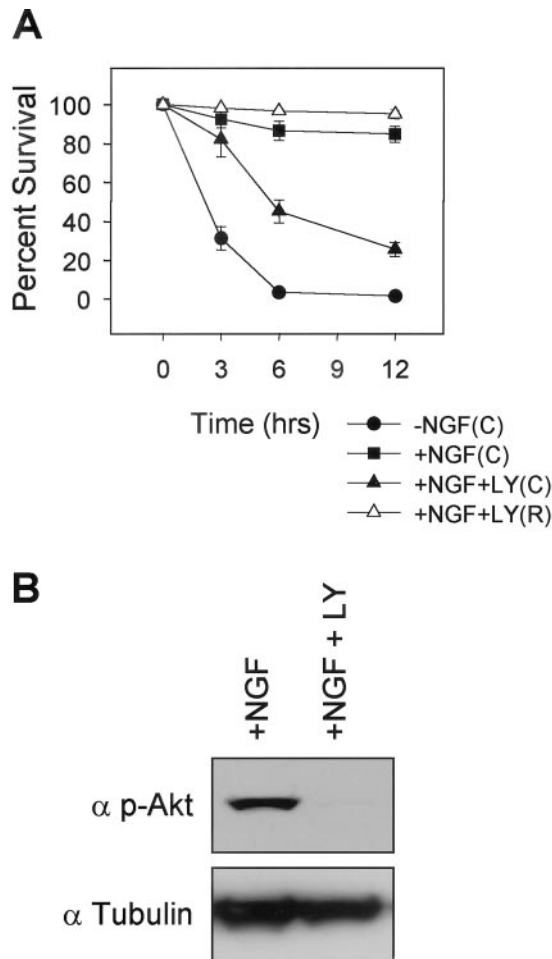 A
Percent Survival
100
80
60
40
20
0
0 3 6 9 12
Time (hrs)
-NGF(C)
+NGF(C)
+NGF+LY(C)
+NGF+LY(R)
B
+NGF
+NGF + LY
α p-Akt
α Tubulin